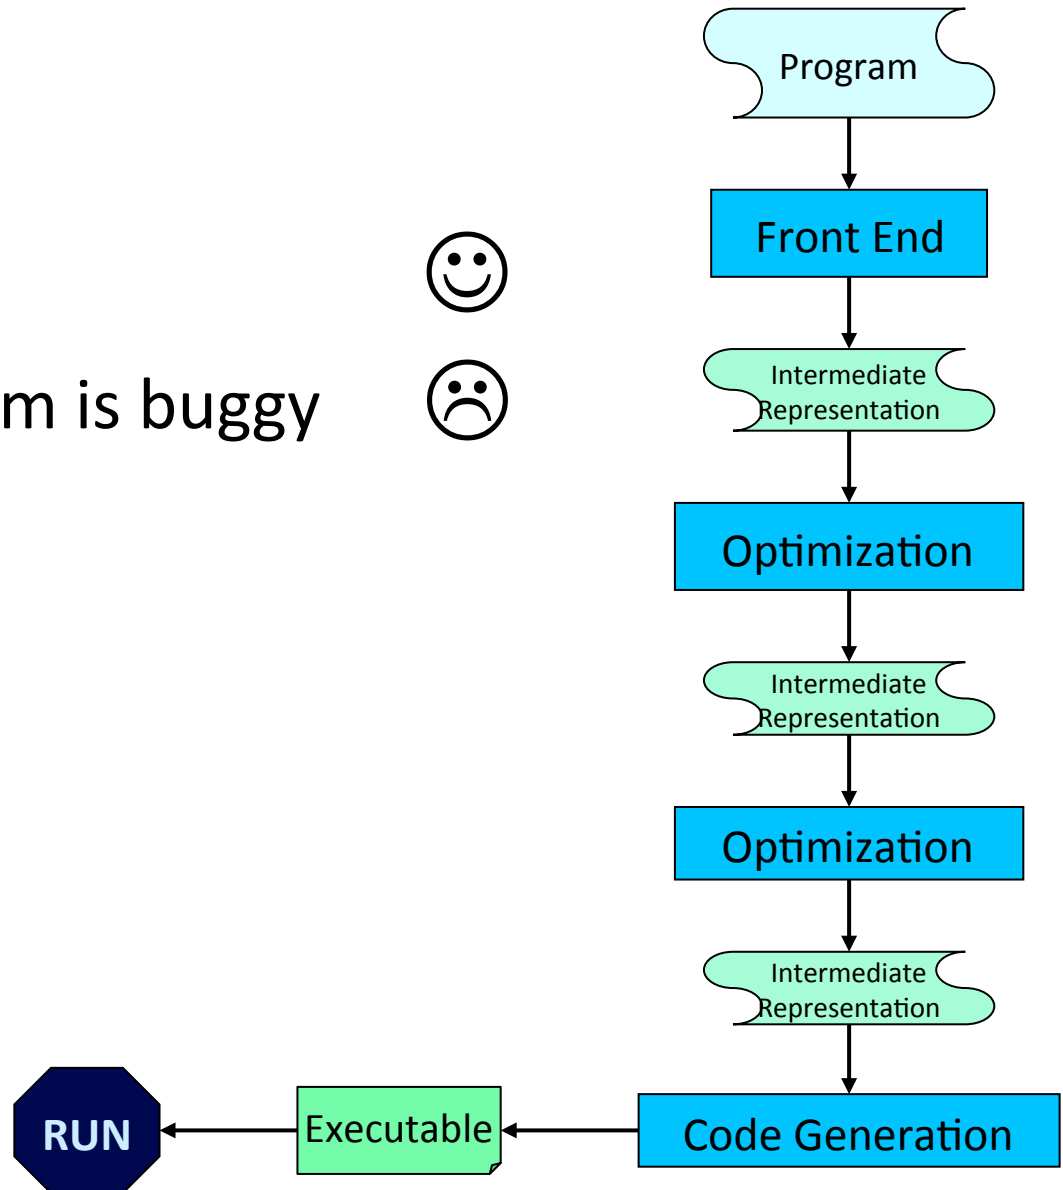 Program
Front End
m is buggy
Intermediate
Representation
Optimization
Intermediate
Representation
Optimization
Intermediate
Representation
RUN
Executable
Code Generation